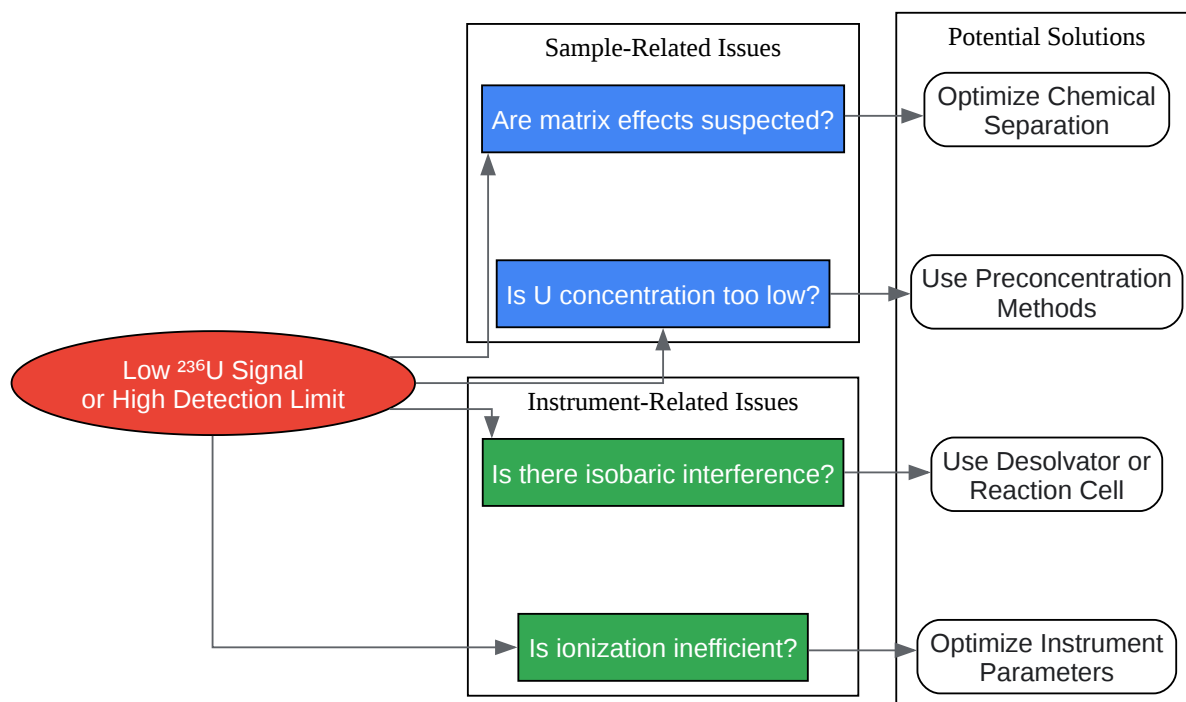 Sample-Related Issues
Are matrix effects suspected?
Is U concentration too low?
Low ²³⁶U Signal
or High Detection Limit
Instrument-Related Issues
Is there isobaric interference?
Is ionization inefficient?
Potential Solutions
Optimize Chemical
Separation
Use Preconcentration
Methods
Use Desolvator or
Reaction Cell
Optimize Instrument
Parameters